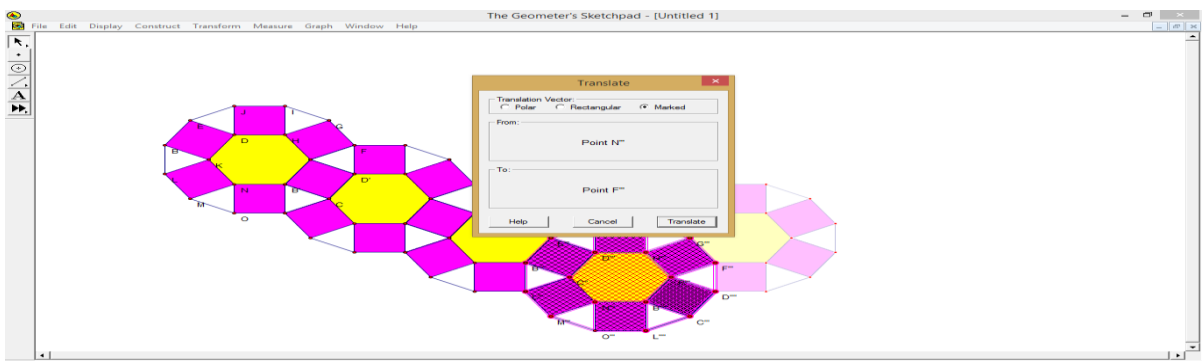 The Geometer's Sketchpad - [Untitled 1]
File Edit Display Construct Transform Measure Graph Window Help
A
Translate
Translation Vector:
Polar Rectangular Marked
From:
Point N'''
To:
Point F'''
Help Cancel Translate
J I
E G
D H F
B K D'
L N B C
M O
G'''
D''' F'''
B
N''' B''' D'''
M''' C'''
O''' L'''